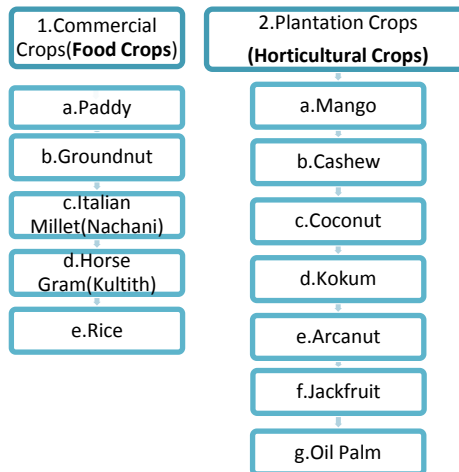 1.Commercial
Crops(Food Crops)
a.Paddy
b.Groundnut
c.Italian
Millet(Nachani)
d.Horse
Gram(Kultith)
e.Rice
2.Plantation Crops
(Horticultural Crops)
a.Mango
b.Cashew
c.Coconut
d.Kokum
e.Arcanut
f.Jackfruit
g.Oil Palm